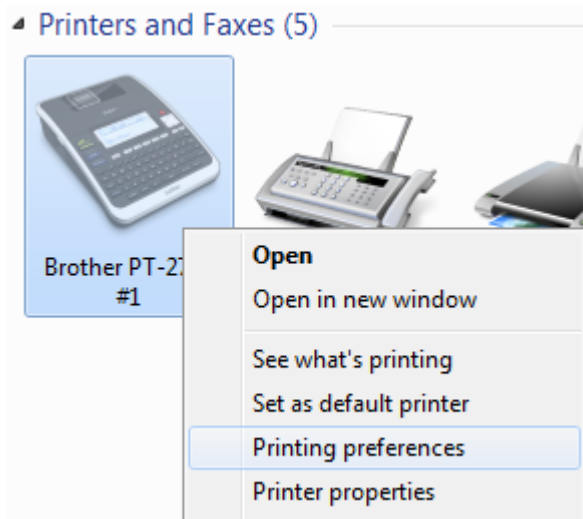 Printers and Faxes (5)
Brother PT-27
#1
Open
Open in new window
See what's printing
Set as default printer
Printing preferences
Printer properties